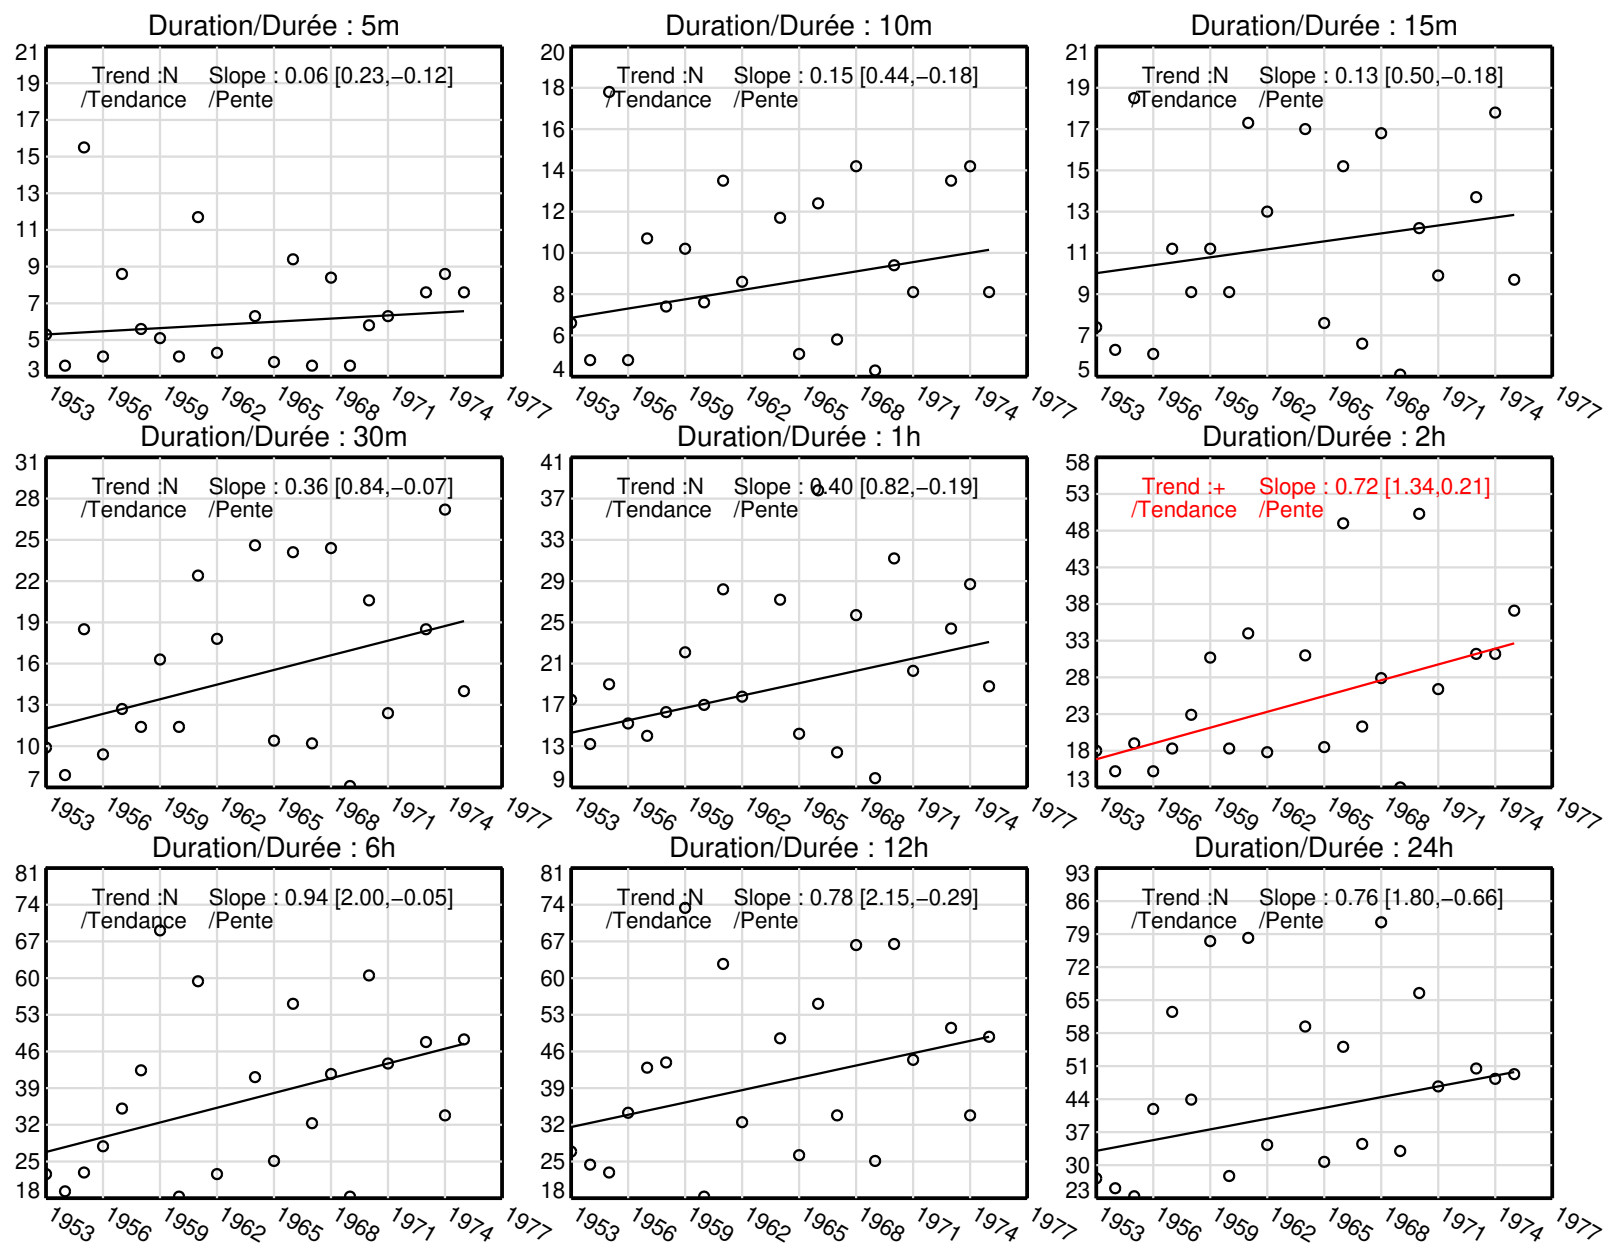 Duration/Durée : 5m
Trend :N Slope : 0.06 [0.23,−0.12]
/Tendance /Pente
21
19
17
15
13
11
9
7
5
3
1953 1956 1959 1962 1965 1968 1971 1974 1977
Duration/Durée : 10m
Trend :N Slope : 0.15 [0.44,−0.18]
/Tendance /Pente
20
18
16
14
12
10
8
6
4
1953 1956 1959 1962 1965 1968 1971 1974 1977
Duration/Durée : 15m
Trend :N Slope : 0.13 [0.50,−0.18]
/Tendance /Pente
21
19
17
15
13
11
9
7
5
1953 1956 1959 1962 1965 1968 1971 1974 1977
Duration/Durée : 30m
Trend :N Slope : 0.36 [0.84,−0.07]
/Tendance /Pente
31
28
25
22
19
16
13
10
7
1953 1956 1959 1962 1965 1968 1971 1974 1977
Duration/Durée : 1h
Trend :N Slope : 0.40 [0.82,−0.19]
/Tendance /Pente
41
37
33
29
25
21
17
13
9
1953 1956 1959 1962 1965 1968 1971 1974 1977
Duration/Durée : 2h
Trend :+ Slope : 0.72 [1.34,0.21]
/Tendance /Pente
58
53
48
43
38
33
28
23
18
13
1953 1956 1959 1962 1965 1968 1971 1974 1977
Duration/Durée : 6h
Trend :N Slope : 0.94 [2.00,−0.05]
/Tendance /Pente
81
74
67
60
53
46
39
32
25
18
1953 1956 1959 1962 1965 1968 1971 1974 1977
Duration/Durée : 12h
Trend :N Slope : 0.78 [2.15,−0.29]
/Tendance /Pente
81
74
67
60
53
46
39
32
25
18
1953 1956 1959 1962 1965 1968 1971 1974 1977
Duration/Durée : 24h
Trend :N Slope : 0.76 [1.80,−0.66]
/Tendance /Pente
93
86
79
72
65
58
51
44
37
30
23
1953 1956 1959 1962 1965 1968 1971 1974 1977